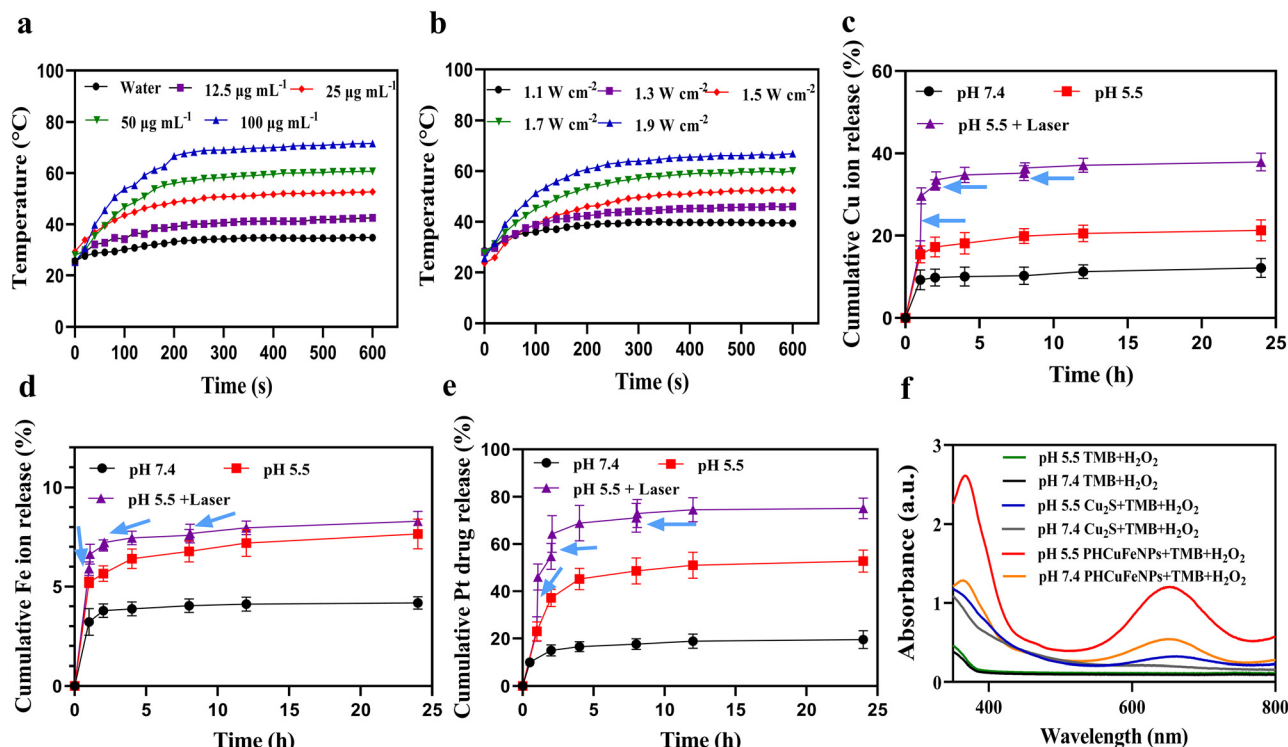 a
Temperature (°C)
100
80
60
40
20
0
Water
12.5 µg mL⁻¹
25 µg mL⁻¹
50 µg mL⁻¹
100 µg mL⁻¹
0 100 200 300 400 500 600
Time (s)
b
Temperature (°C)
100
80
60
40
20
0
1.1 W cm⁻²
1.3 W cm⁻²
1.5 W cm⁻²
1.7 W cm⁻²
1.9 W cm⁻²
0 100 200 300 400 500 600
Time (s)
c
Cumulative Cu ion release (%)
60
40
20
0
pH 7.4
pH 5.5
pH 5.5 + Laser
0 5 10 15 20 25
Time (h)
d
Cumulative Fe ion release (%)
10
8
5
3
0
pH 7.4
pH 5.5
pH 5.5 +Laser
0 5 10 15 20 25
Time (h)
e
Cumulative Pt drug release (%)
100
80
60
40
20
0
pH 7.4
pH 5.5
pH 5.5 + Laser
0 5 10 15 20 25
Time (h)
f
Absorbance (a.u.)
3
2
1
0
pH 5.5 TMB+H₂O₂
pH 7.4 TMB+H₂O₂
pH 5.5 Cu₂S+TMB+H₂O₂
pH 7.4 Cu₂S+TMB+H₂O₂
pH 5.5 PHCuFeNPs+TMB+H₂O₂
pH 7.4 PHCuFeNPs+TMB+H₂O₂
400 600 800
Wavelength (nm)